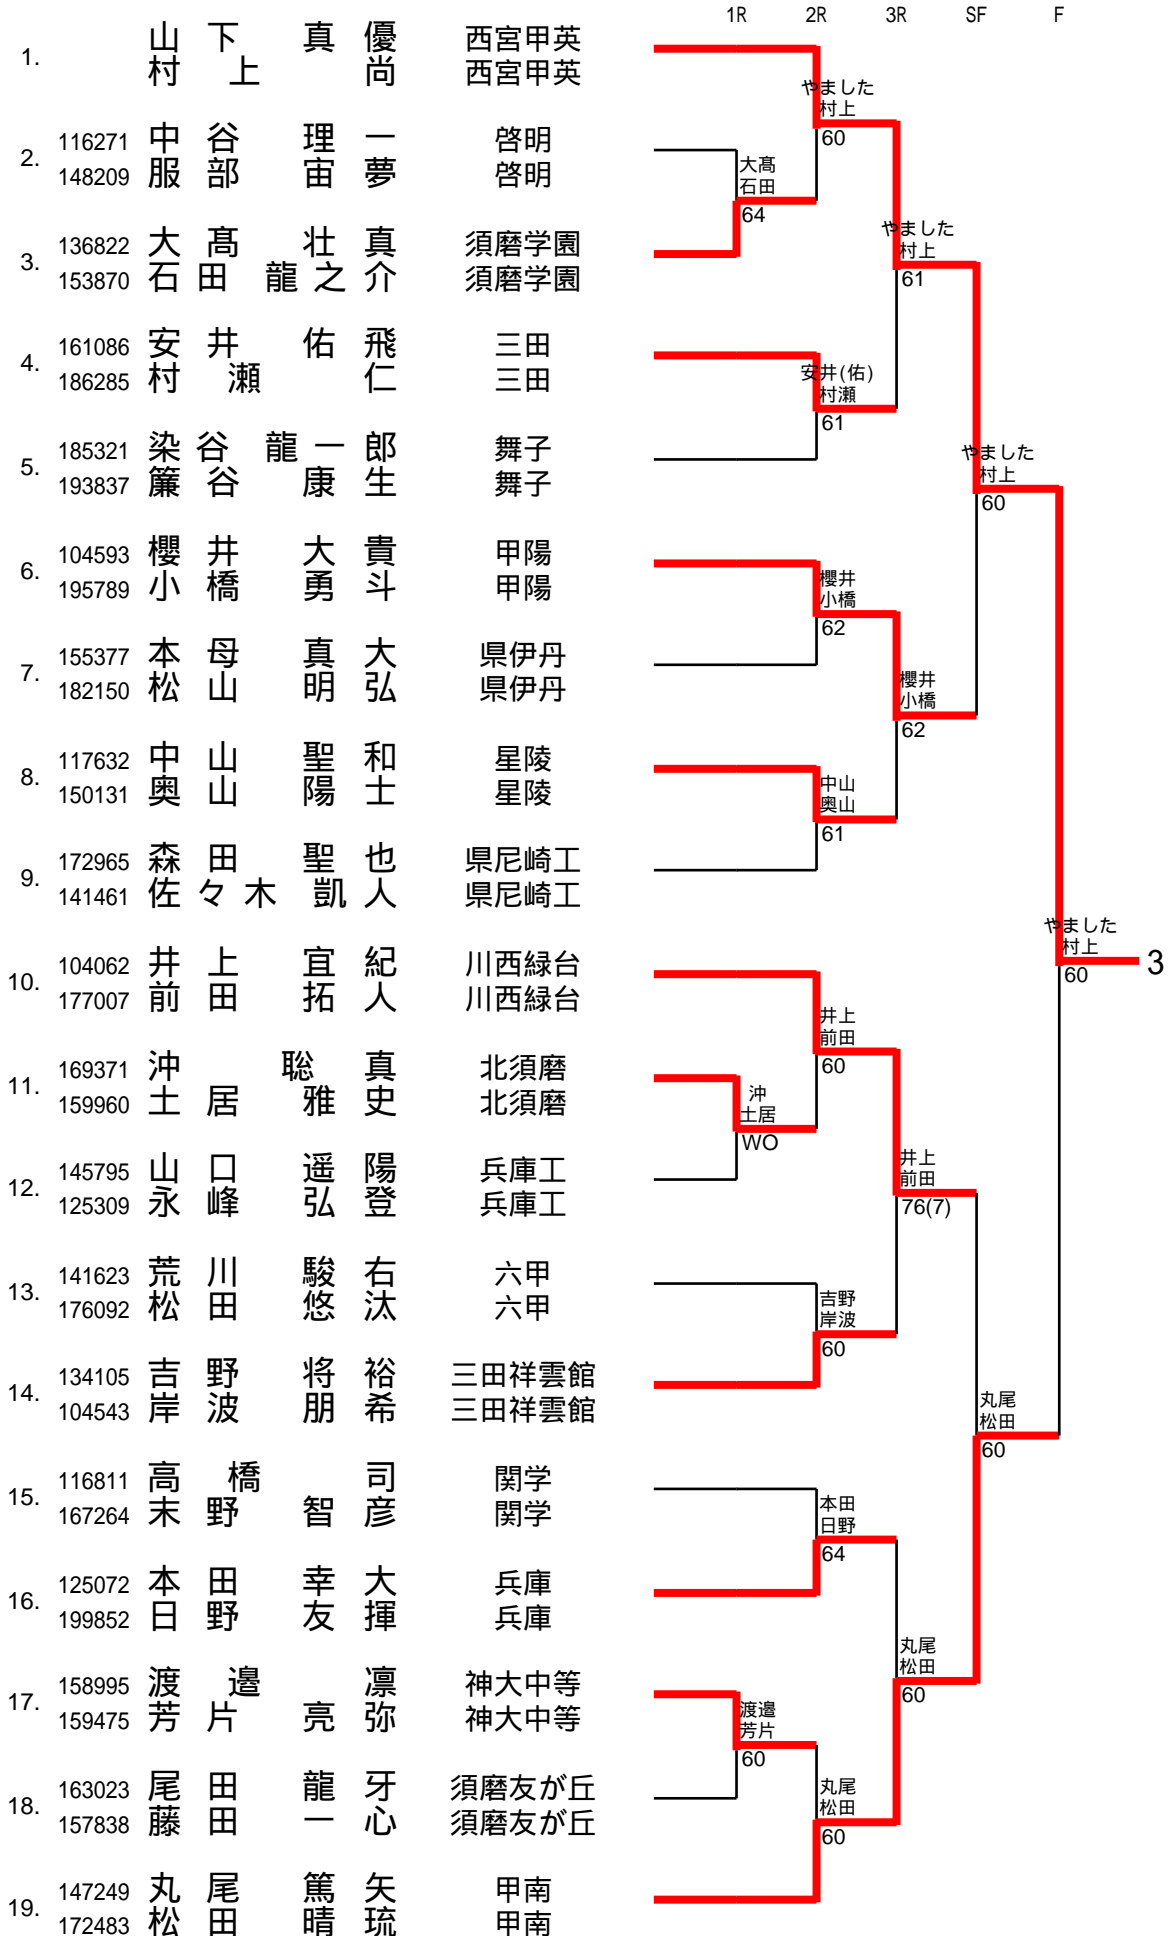 1R 2R 3R SF F
1. 山下 真優 西宮甲英
村上 尚 西宮甲英
2. 116271 中谷 理一 啓明
148209 服部 宙夢 啓明
3. 136822 大髙 壮真 須磨学園
153870 石田 龍之介 須磨学園
4. 161086 安井 佑飛 三田
186285 村瀬 仁 三田
5. 185321 染谷 龍一郎 舞子
193837 簾谷 康生 舞子
6. 104593 櫻井 大貴 甲陽
195789 小橋 勇斗 甲陽
7. 155377 本母 真大 県伊丹
182150 松山 明弘 県伊丹
8. 117632 中山 聖和 星陵
150131 奥山 陽士 星陵
9. 172965 森田 聖也 県尼崎工
141461 佐々木 凱人 県尼崎工
10. 104062 井上 宜紀 川西緑台
177007 前田 拓人 川西緑台
11. 169371 沖 聡真 北須磨
159960 土居 雅史 北須磨
12. 145795 山口 遥陽 兵庫工
125309 永峰 弘登 兵庫工
13. 141623 荒川 駿右 六甲
176092 松田 悠汰 六甲
14. 134105 吉野 将裕 三田祥雲館
104543 岸波 朋希 三田祥雲館
15. 116811 高橋 司 関学
167264 末野 智彦 関学
16. 125072 本田 幸大 兵庫
199852 日野 友揮 兵庫
17. 158995 渡邉 凛 神大中等
159475 芳片 亮弥 神大中等
18. 163023 尾田 龍牙 須磨友が丘
157838 藤田 一心 須磨友が丘
19. 147249 丸尾 篤矢 甲南
172483 松田 晴琉 甲南
大髙
石田
64
沖
土居
WO
渡邉
芳片
60
やました
村上
60
安井(佑)
村瀬
61
櫻井
小橋
62
中山
奥山
61
井上
前田
60
吉野
岸波
60
本田
日野
64
丸尾
松田
60
やました
村上
61
櫻井
小橋
62
井上
前田
76(7)
丸尾
松田
60
やました
村上
60
丸尾
松田
60
やました
村上
60
3